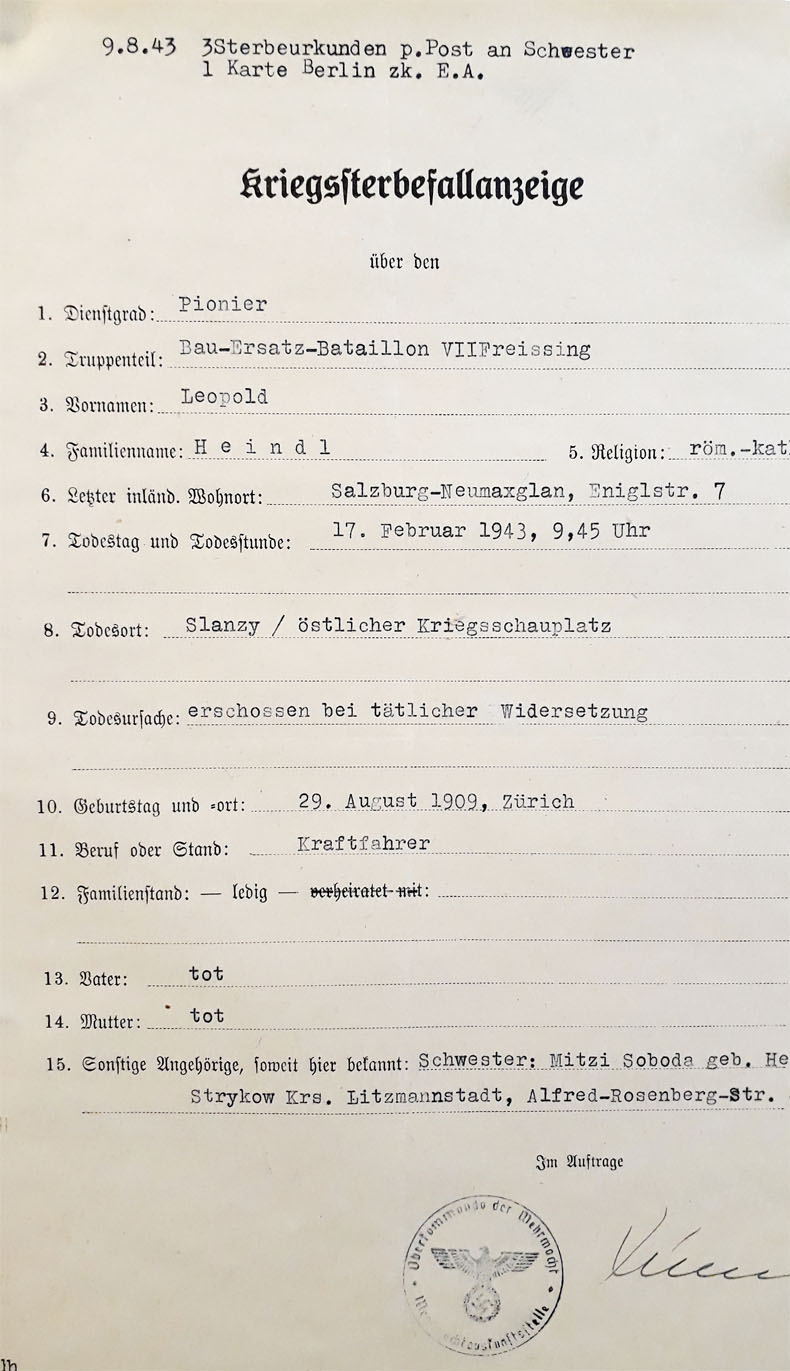 9.8.43 3Sterbeurkunden p.Post an Schwester
1 Karte Berlin zk. E.A.
Kriegssterbefallanzeige
über den
1. Dienstgrad: Pionier
2. Truppenteil: Bau-Ersatz-Bataillon VIIFreissing
3. Vornamen: Leopold
4. Familienname: H e i n d l 5. Religion: röm.-kat
6. Letzter inländ. Wohnort: Salzburg-Neumaxglan, Eniglstr. 7
7. Todestag und Todesstunde: 17. Februar 1943, 9,45 Uhr
8. Todesort: Slanzy / östlicher Kriegsschauplatz
9. Todesursache: erschossen bei tätlicher Widersetzung
10. Geburtstag und -ort: 29. August 1909, Zürich
11. Beruf oder Stand: Kraftfahrer
12. Familienstand: — ledig — verheiratet mit:
13. Vater: tot
14. Mutter: tot
15. Sonstige Angehörige, soweit hier bekannt: Schwester: Mitzi Soboda geb. He
Strykow Krs. Litzmannstadt, Alfred-Rosenberg-Str.
Im Auftrage
Oberkommando der Wehrmacht
lh